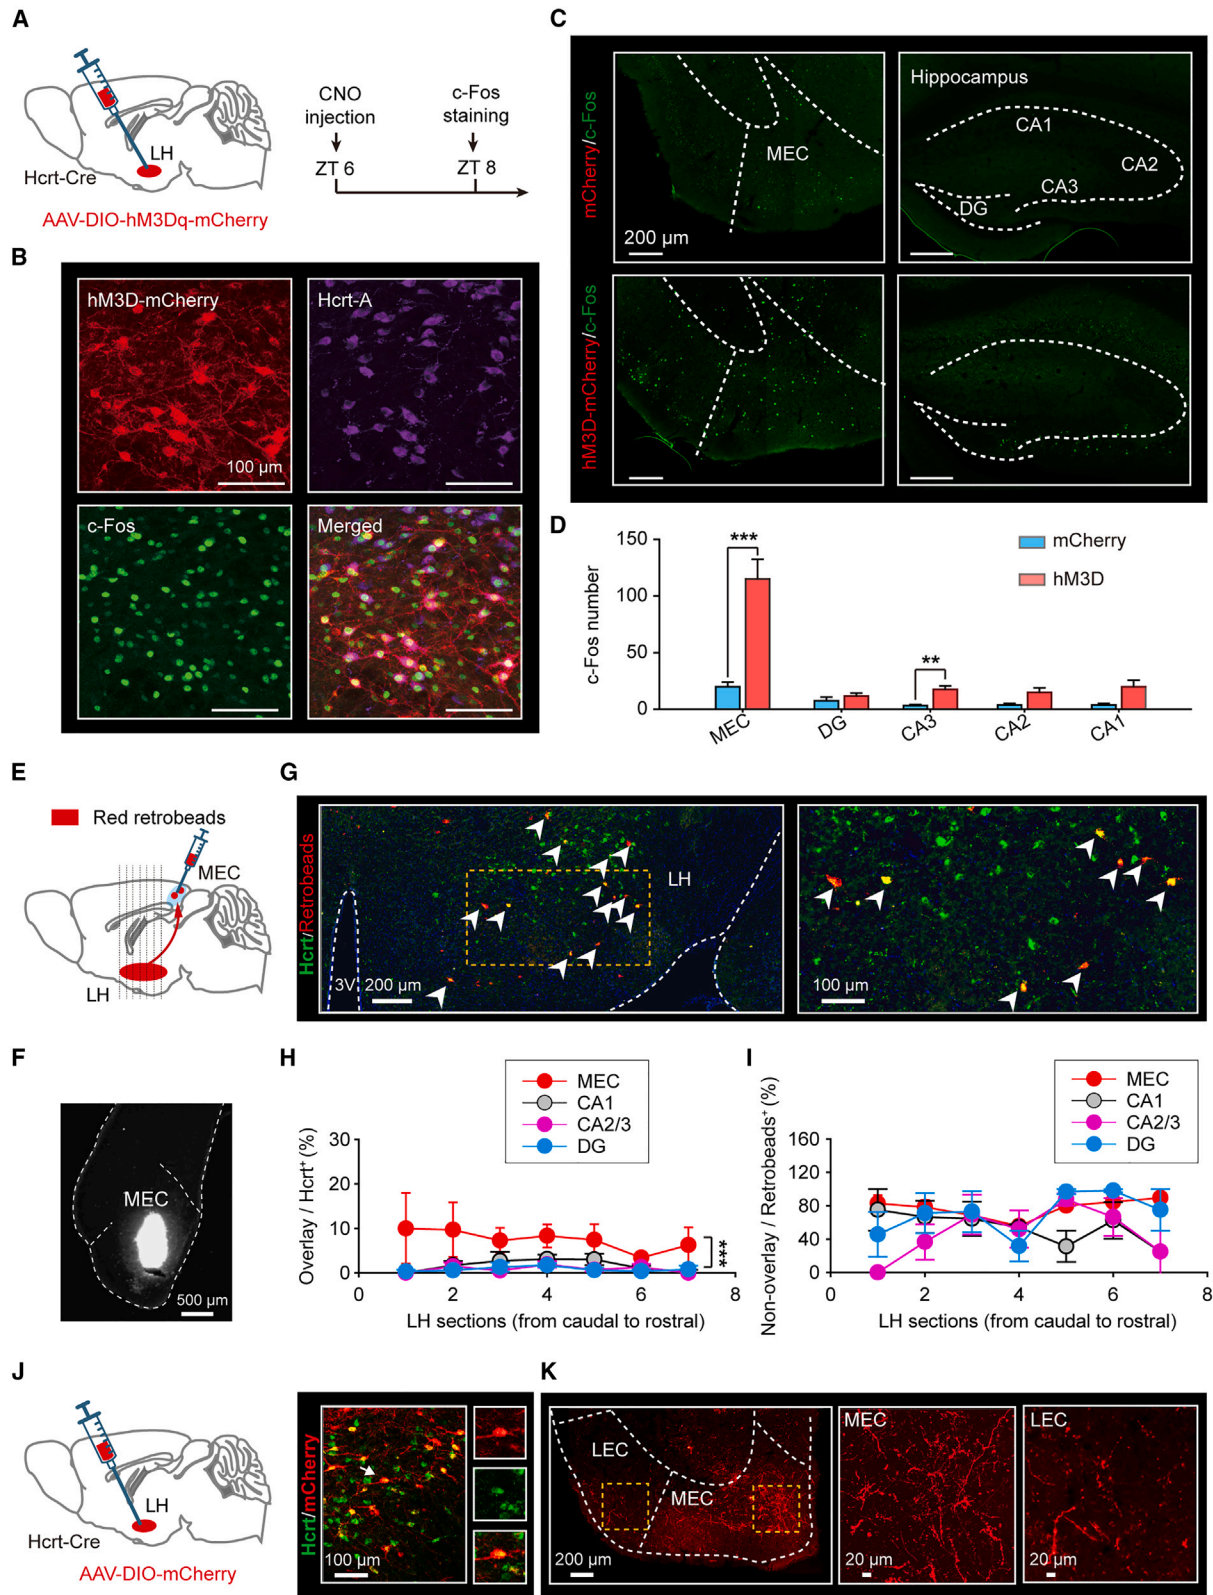 A
CNO
injection
c-Fos
staining
ZT 6
ZT 8
LH
Hcrt-Cre
AAV-DIO-hM3Dq-mCherry
B
hM3D-mCherry
Hcrt-A
100 µm
c-Fos
Merged
C
mCherry/c-Fos
MEC
200 µm
Hippocampus
CA1
CA2
CA3
DG
hM3D-mCherry/c-Fos
D
c-Fos number
150
100
50
0
***
**
mCherry
hM3D
MEC
DG
CA3
CA2
CA1
E
Red retrobeads
MEC
LH
G
Hcrt/Retrobeads
LH
3V
200 µm
100 µm
F
MEC
500 µm
H
MEC
CA1
CA2/3
DG
Overlay / Hcrt⁺ (%)
30
20
10
0
***
0
2
4
6
8
LH sections (from caudal to rostral)
I
MEC
CA1
CA2/3
DG
Non-overlay / Retrobeads⁺ (%)
160
120
80
40
0
0
2
4
6
8
LH sections (from caudal to rostral)
J
LH
Hcrt-Cre
AAV-DIO-mCherry
Hcrt/mCherry
100 µm
K
LEC
MEC
200 µm
MEC
20 µm
LEC
20 µm